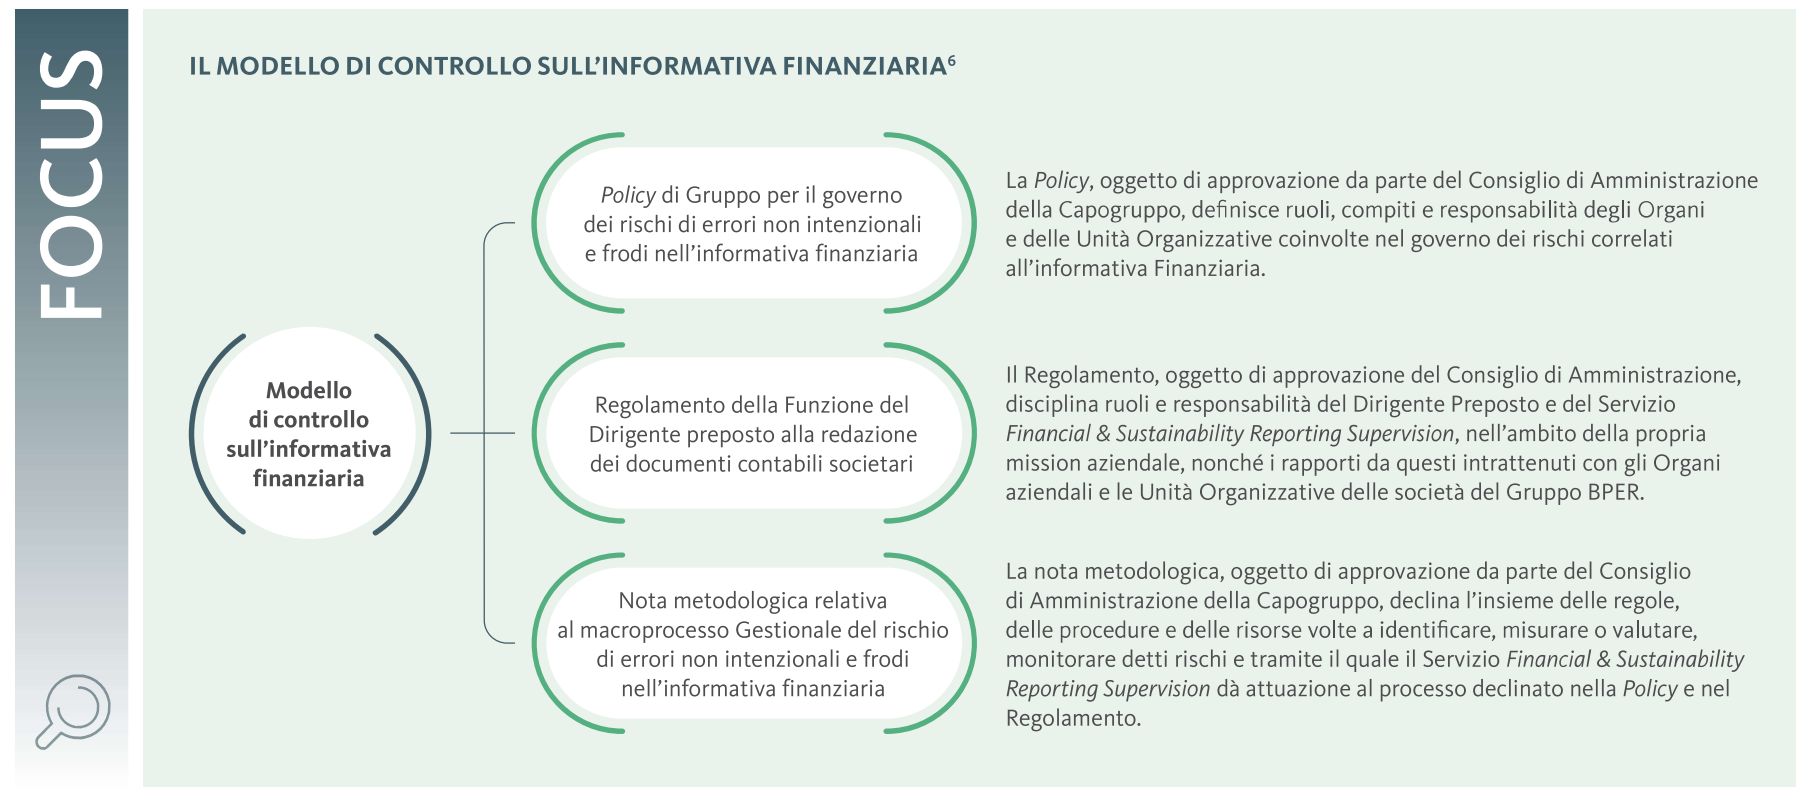 FOCUS
IL MODELLO DI CONTROLLO SULL’INFORMATIVA FINANZIARIA⁶
Modello
di controllo
sull’informativa
finanziaria
Policy di Gruppo per il governo
dei rischi di errori non intenzionali
e frodi nell’informativa finanziaria
La Policy, oggetto di approvazione da parte del Consiglio di Amministrazione
della Capogruppo, definisce ruoli, compiti e responsabilità degli Organi
e delle Unità Organizzative coinvolte nel governo dei rischi correlati
all’informativa Finanziaria.
Regolamento della Funzione del
Dirigente preposto alla redazione
dei documenti contabili societari
Il Regolamento, oggetto di approvazione del Consiglio di Amministrazione,
disciplina ruoli e responsabilità del Dirigente Preposto e del Servizio
Financial & Sustainability Reporting Supervision, nell’ambito della propria
mission aziendale, nonché i rapporti da questi intrattenuti con gli Organi
aziendali e le Unità Organizzative delle società del Gruppo BPER.
Nota metodologica relativa
al macroprocesso Gestionale del rischio
di errori non intenzionali e frodi
nell’informativa finanziaria
La nota metodologica, oggetto di approvazione da parte del Consiglio
di Amministrazione della Capogruppo, declina l’insieme delle regole,
delle procedure e delle risorse volte a identificare, misurare o valutare,
monitorare detti rischi e tramite il quale il Servizio Financial & Sustainability
Reporting Supervision dà attuazione al processo declinato nella Policy e nel
Regolamento.